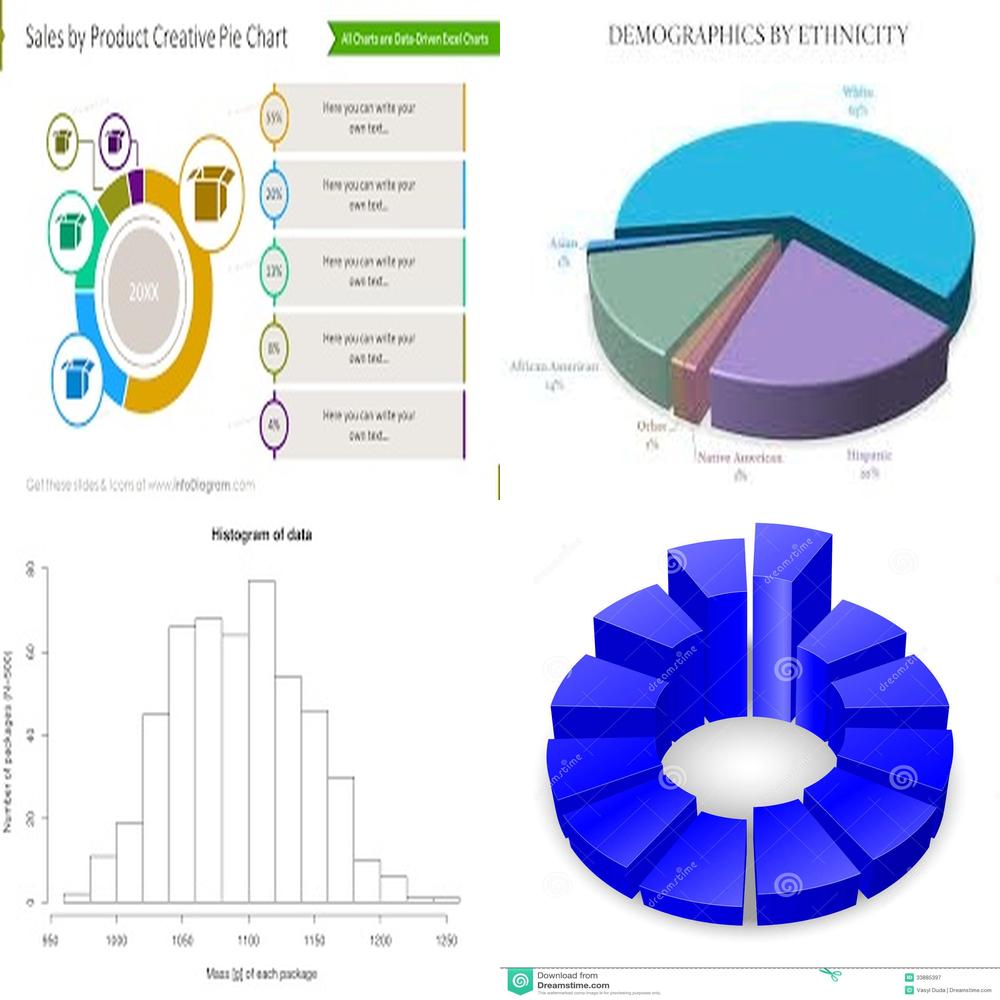 Sales by Product Creative Pie Chart
All Charts are Data-Driven Excel Charts
55%
Here you can write your
own text...
20%
Here you can write your
own text...
13%
Here you can write your
own text...
8%
Here you can write your
own text...
4%
Here you can write your
own text...
20XX
Get these slides & icons at www.infoDiagram.com
DEMOGRAPHICS BY ETHNICITY
White
Asian
1%
African American
14%
Other
1%
Native American
Hispanic
20%
Histogram of data
Number of packages (N=500)
80
60
40
20
0
950
1000
1050
1100
1150
1200
1250
Mass [g] of each package
dreamstime
dreamstime
dreamstime
dreamstime
Download from
Dreamstime.com
This watermarked comp image is for previewing purposes only.
33885397
Vasyl Duda | Dreamstime.com